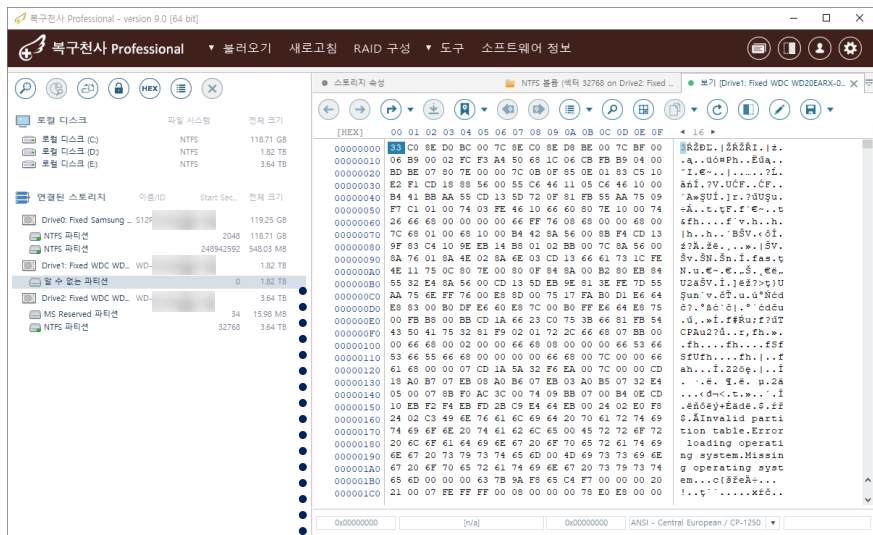 복구천사 Professional - version 9.0 [64 bit]
복구천사 Professional ▼ 불러오기 새로고침 RAID 구성 ▼ 도구 소프트웨어 정보
HEX
로컬 디스크 파일 시스템 전체 크기
로컬 디스크 (C:) NTFS 118.71 GB
로컬 디스크 (D:) NTFS 1.82 TB
로컬 디스크 (E:) NTFS 3.64 TB
연결된 스토리지 이름/ID Start Sec... 전체 크기
Drive0: Fixed Samsung ... S12P 119.25 GB
NTFS 파티션 2048 118.71 GB
NTFS 파티션 248942592 548.03 MB
Drive1: Fixed WDC WD... WD- 1.82 TB
알 수 없는 파티션 0 1.82 TB
Drive2: Fixed WDC WD... WD- 3.64 TB
MS Reserved 파티션 34 15.98 MB
NTFS 파티션 32768 3.64 TB
스토리지 속성
NTFS 볼륨 (섹터 32768 on Drive2: Fixed ...
보기 [Drive1: Fixed WDC WD20EARX-0...
[HEX] 00 01 02 03 04 05 06 07 08 09 0A 0B 0C 0D 0E 0F 16
00000000 33 C0 8E D0 BC 00 7C 8E C0 8E D8 BE 00 7C BF 00
00000010 06 B9 00 02 FC F3 A4 50 68 1C 06 CB FB B9 04 00
00000020 BD BE 07 80 7E 00 00 7C 0B 0F 85 0E 01 83 C5 10
00000030 E2 F1 CD 18 88 56 00 55 C6 46 11 05 C6 46 10 00
00000040 B4 41 BB AA 55 CD 13 5D 72 0F 81 FB 55 AA 75 09
00000050 F7 C1 01 00 74 03 FE 46 10 66 60 80 7E 10 00 74
00000060 26 66 68 00 00 00 00 66 FF 76 08 68 00 00 68 00
00000070 7C 68 01 00 68 10 00 B4 42 8A 56 00 8B F4 CD 13
00000080 9F 83 C4 10 9E EB 14 B8 01 02 BB 00 7C 8A 56 00
00000090 8A 76 01 8A 4E 02 8A 6E 03 CD 13 66 61 73 1C FE
000000A0 4E 11 75 0C 80 7E 00 80 0F 84 8A 00 B2 80 EB 84
000000B0 55 32 E4 8A 56 00 CD 13 5D EB 9E 81 3E FE 7D 55
000000C0 AA 75 6E FF 76 00 E8 8D 00 75 17 FA B0 D1 E6 64
000000D0 E8 83 00 B0 DF E6 60 E8 7C 00 B0 FF E6 64 E8 75
000000E0 00 FB B8 00 BB CD 1A 66 23 C0 75 3B 66 81 FB 54
000000F0 43 50 41 75 32 81 F9 02 01 72 2C 66 68 07 BB 00
00000100 00 66 68 00 02 00 00 66 68 08 00 00 00 66 53 66
00000110 53 66 55 66 68 00 00 00 00 66 68 00 7C 00 00 66
00000120 61 68 00 00 07 CD 1A 5A 32 F6 EA 00 7C 00 00 CD
00000130 18 A0 B7 07 EB 08 A0 B6 07 EB 03 A0 B5 07 32 E4
00000140 05 00 07 8B F0 AC 3C 00 74 09 BB 07 00 B4 0E CD
00000150 10 EB F2 F4 EB FD 2B C9 E4 64 EB 00 24 02 E0 F8
00000160 24 02 C3 49 6E 76 61 6C 69 64 20 70 61 72 74 69 $.ĂInvalid parti
00000170 74 69 6F 6E 20 74 61 62 6C 65 00 45 72 72 6F 72 tion table.Error
00000180 20 6C 6F 61 64 69 6E 67 20 6F 70 65 72 61 74 69 loading operati
00000190 6E 67 20 73 79 73 74 65 6D 00 4D 69 73 73 69 6E ng system.Missin
000001A0 67 20 6F 70 65 72 61 74 69 6E 67 20 73 79 73 74 g operating syst
000001B0 65 6D 00 00 00 63 7B 9A F8 65 C4 F7 00 00 00 20
000001C0 21 00 07 FE FF FF 00 08 00 00 00 78 E0 E8 00 00
0x00000000 [n/a] 0x00000000 ANSI - Central European / CP-1250 ▼